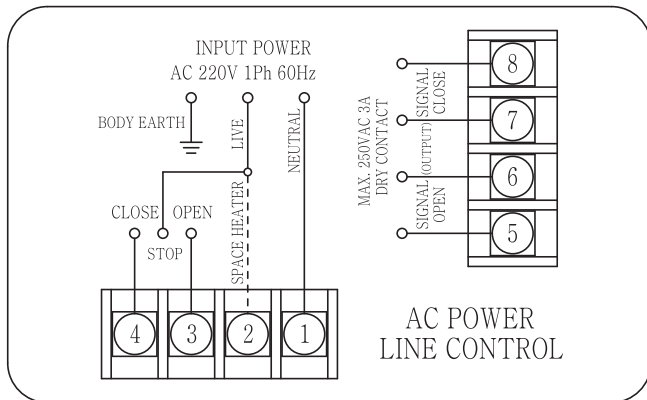 INPUT POWER
AC 220V 1Ph 60Hz
BODY EARTH
LIVE
NEUTRAL
CLOSE
OPEN
STOP
SPACE HEATER
4
3
2
1
MAX. 250VAC 3A
DRY CONTACT
(OUTPUT)
SIGNAL
CLOSE
SIGNAL
OPEN
8
7
6
5
AC POWER
LINE CONTROL